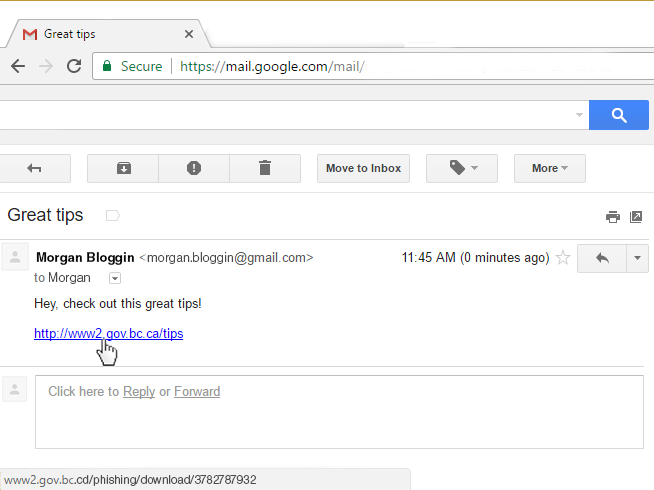 Great tips
Secure https://mail.google.com/mail/
Move to Inbox More
Great tips
Morgan Bloggin <morgan.bloggin@gmail.com> 11:45 AM (0 minutes ago)
to Morgan
Hey, check out this great tips!
http://www2.gov.bc.ca/tips
Click here to Reply or Forward
www2.gov.bc.cd/phishing/download/3782787932